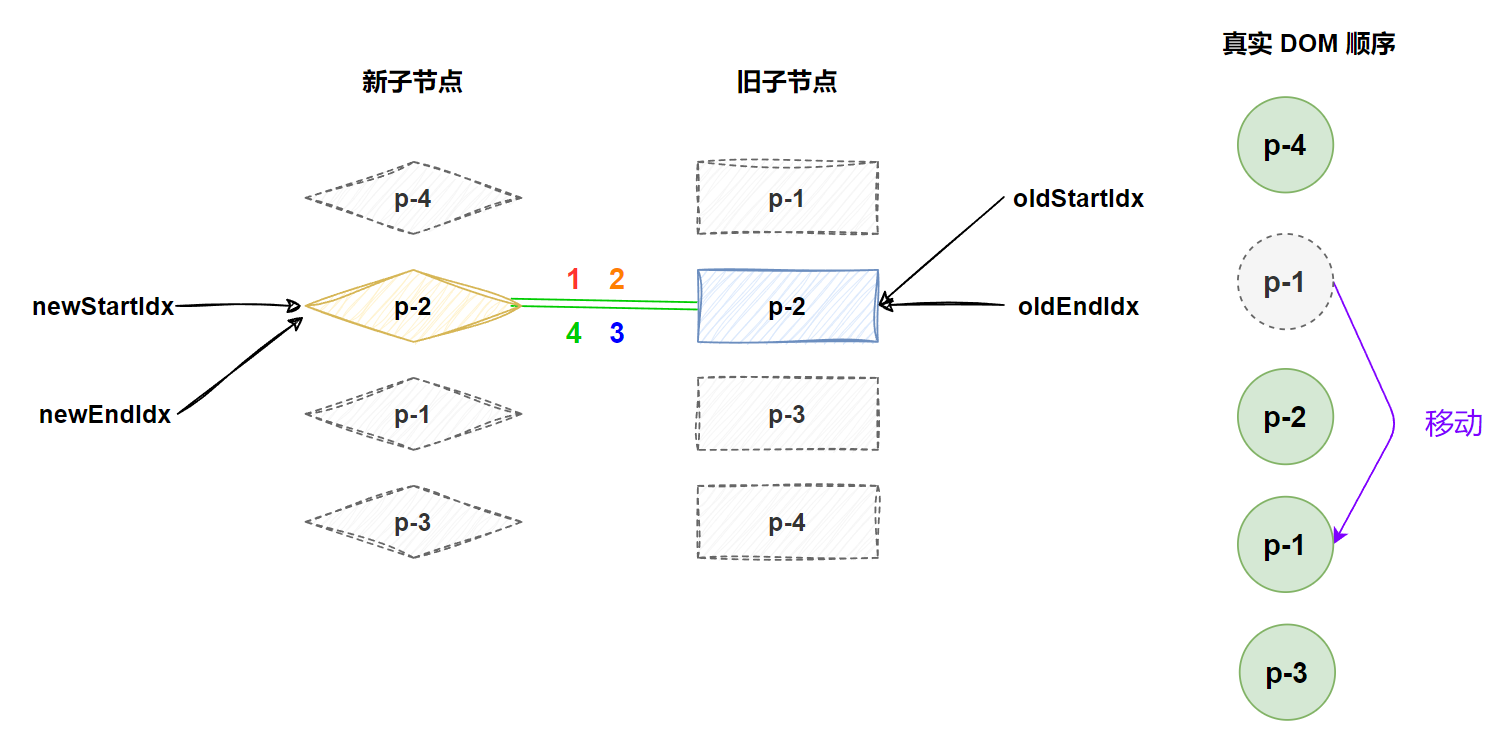 真实 DOM 顺序
新子节点
旧子节点
p-4
p-4
p-1
oldStartIdx
p-1
newStartIdx
p-2
1 2
4 3
p-2
oldEndIdx
newEndIdx
p-1
p-3
p-2
移动
p-3
p-4
p-1
p-3